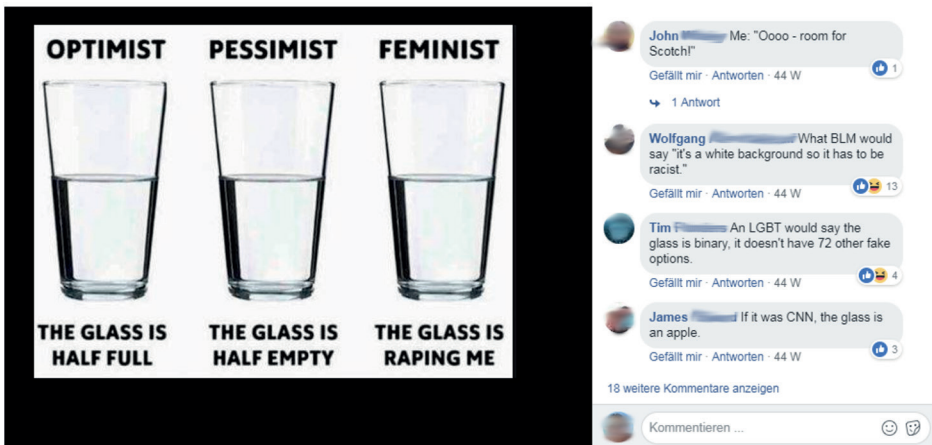 OPTIMIST
PESSIMIST
FEMINIST
THE GLASS IS
HALF FULL
THE GLASS IS
HALF EMPTY
THE GLASS IS
RAPING ME
John Me: "Oooo - room for
Scotch!"
1
Gefällt mir · Antworten · 44 W
1 Antwort
Wolfgang What BLM would
say "it's a white background so it has to be
racist."
13
Gefällt mir · Antworten · 44 W
Tim An LGBT would say the
glass is binary, it doesn't have 72 other fake
options.
4
Gefällt mir · Antworten · 44 W
James If it was CNN, the glass is
an apple.
3
Gefällt mir · Antworten · 44 W
18 weitere Kommentare anzeigen
Kommentieren ...